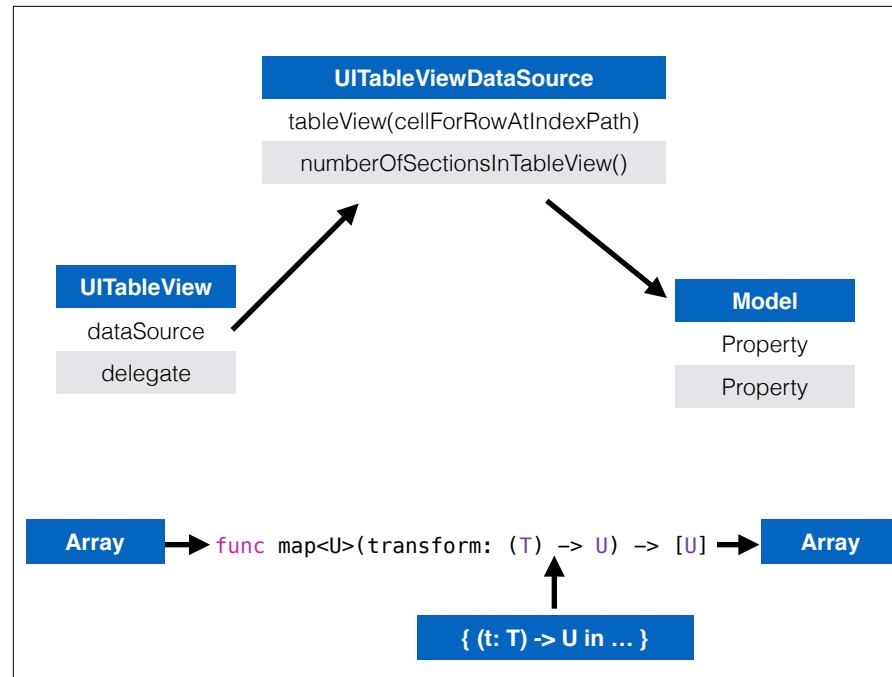 UITableViewDataSource
tableView(cellForRowAtIndexPath)
numberOfSectionsInTableView()
UITableView
dataSource
delegate
Model
Property
Property
Array
func map<U>(transform: (T) -> U) -> [U]
Array
{ (t: T) -> U in … }